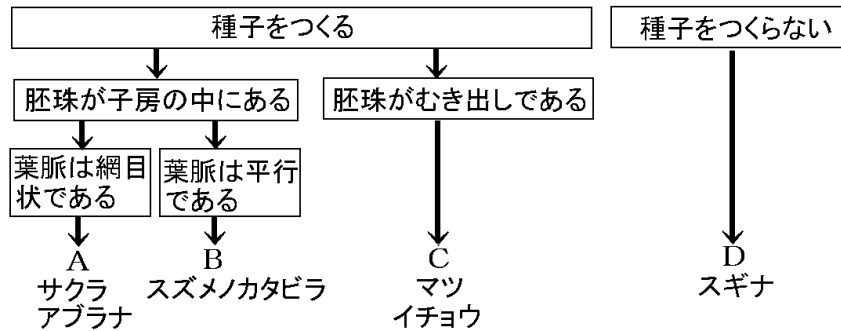 種子をつくる
種子をつくらない
胚珠が子房の中にある
胚珠がむき出しである
葉脈は網目
状である
葉脈は平行
である
A
サクラ
アブラナ
B
スズメノカタビラ
C
マツ
イチョウ
D
スギナ